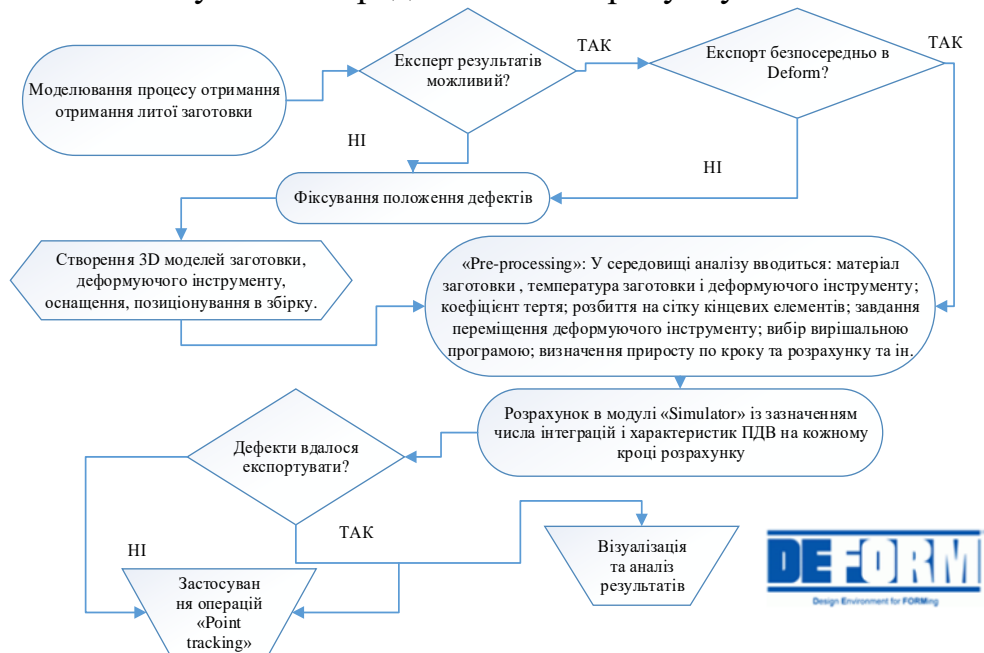 ТАК
ТАК
Експерт результатів
можливий?
Експорт безпосередньо в
Deform?
Моделювання процесу отримання
отримання литої заготовки
НІ
НІ
Фіксування положення дефектів
Створення 3D моделей заготовки,
деформуючого інструменту,
оснащення, позиціонування в збірку.
«Pre-processing»: У середовищі аналізу вводиться: матеріал
заготовки , температура заготовки і деформуючого інструменту;
коефіцієнт тертя; розбиття на сітку кінцевих елементів; завдання
переміщення деформуючого інструменту; вибір вирішальною
програмою; визначення приросту по кроку та розрахунку та ін.
Розрахунок в модулі «Simulator» із зазначенням
числа інтеграцій і характеристик ПДВ на кожному
кроці розрахунку
Дефекти вдалося
експортувати?
ТАК
НІ
Візуалізація
та аналіз
результатів
Застосуван
ня операцій
«Point
tracking»
DEFORM
Design Environment for FORMing